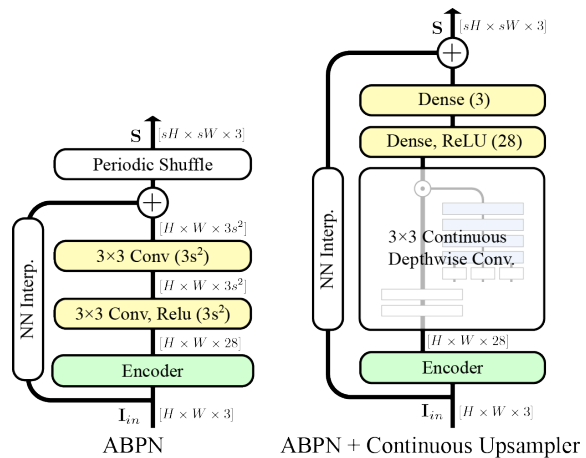 S [sH × sW × 3]
Periodic Shuffle
+
[H × W × 3s²]
3×3 Conv (3s²)
[H × W × 3s²]
3×3 Conv, Relu (3s²)
[H × W × 28]
Encoder
NN Interp.
I_in [H × W × 3]
ABPN
S [sH × sW × 3]
+
Dense (3)
Dense, ReLU (28)
3×3 Continuous
Depthwise Conv.
NN Interp.
[H × W × 28]
Encoder
I_in [H × W × 3]
ABPN + Continuous Upsampler